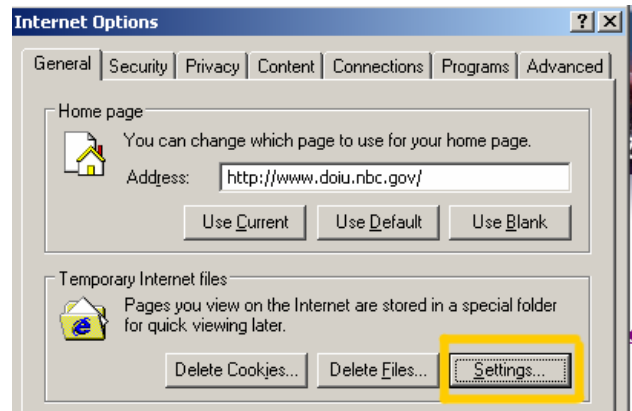 Internet Options
General Security Privacy Content Connections Programs Advanced
Home page
You can change which page to use for your home page.
Address: http://www.doiu.nbc.gov/
Use Current Use Default Use Blank
Temporary Internet files
Pages you view on the Internet are stored in a special folder
for quick viewing later.
Delete Cookies... Delete Files... Settings...